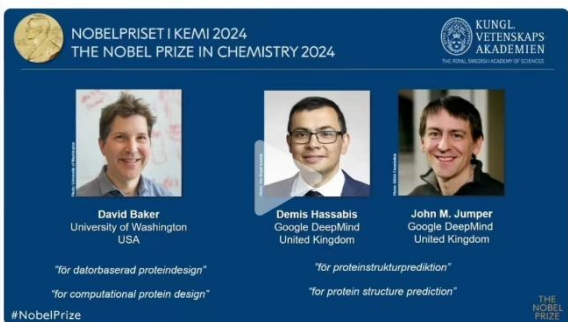 NOBELPRISET I KEMI 2024
THE NOBEL PRIZE IN CHEMISTRY 2024
KUNGL.
VETENSKAPS
AKADEMIEN
THE ROYAL SWEDISH ACADEMY OF SCIENCES
David Baker
University of Washington
USA
Demis Hassabis
Google DeepMind
United Kingdom
John M. Jumper
Google DeepMind
United Kingdom
"för datorbaserad proteindesign"
"for computational protein design"
"för proteinstrukturprediktion"
"for protein structure prediction"
#NobelPrize
THE
NOBEL
PRIZE